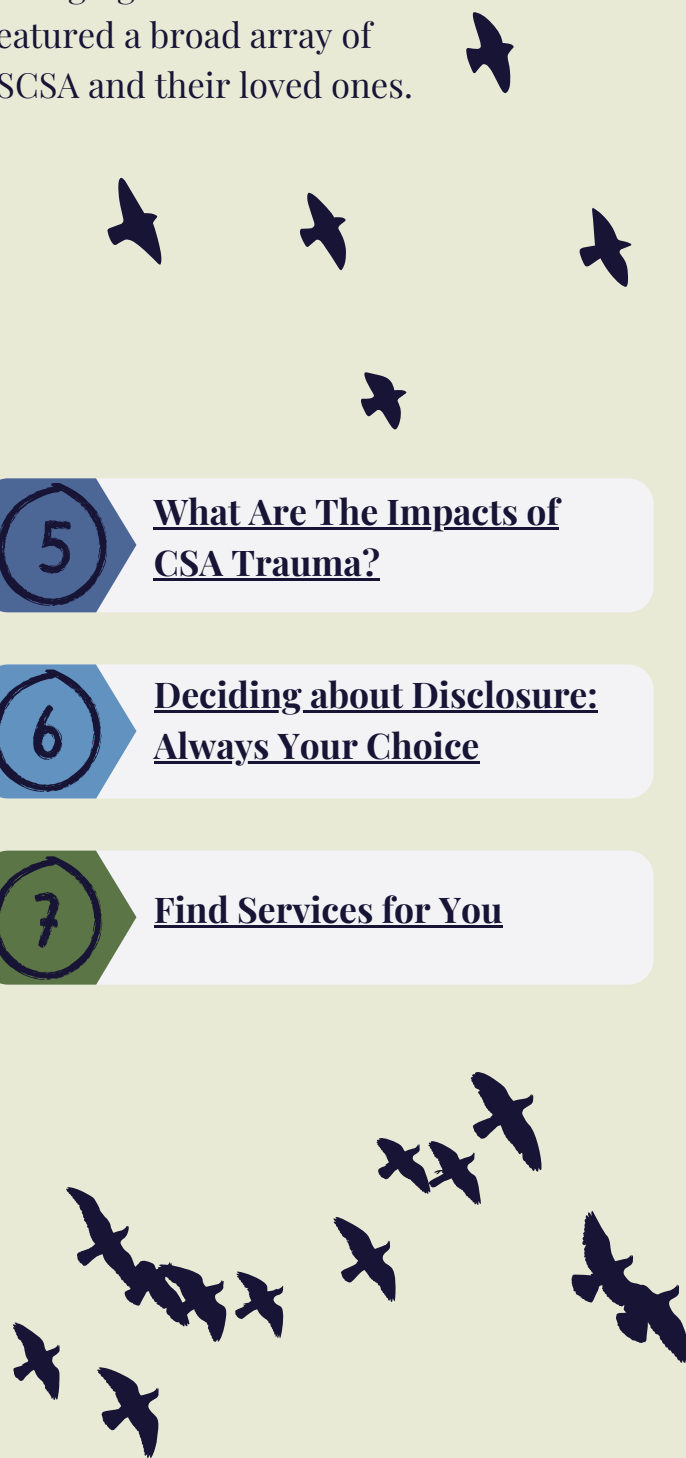 eatured a broad array of
SCSA and their loved ones.
5
What Are The Impacts of
CSA Trauma?
6
Deciding about Disclosure:
Always Your Choice
7
Find Services for You